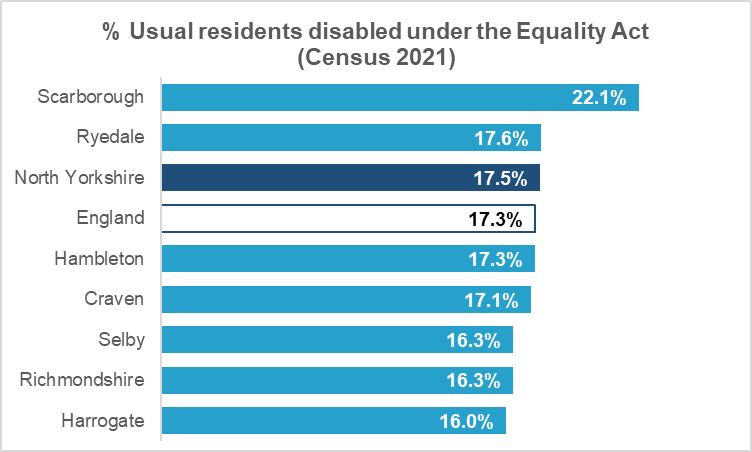 % Usual residents disabled under the Equality Act
(Census 2021)
Scarborough 22.1%
Ryedale 17.6%
North Yorkshire 17.5%
England 17.3%
Hambleton 17.3%
Craven 17.1%
Selby 16.3%
Richmondshire 16.3%
Harrogate 16.0%